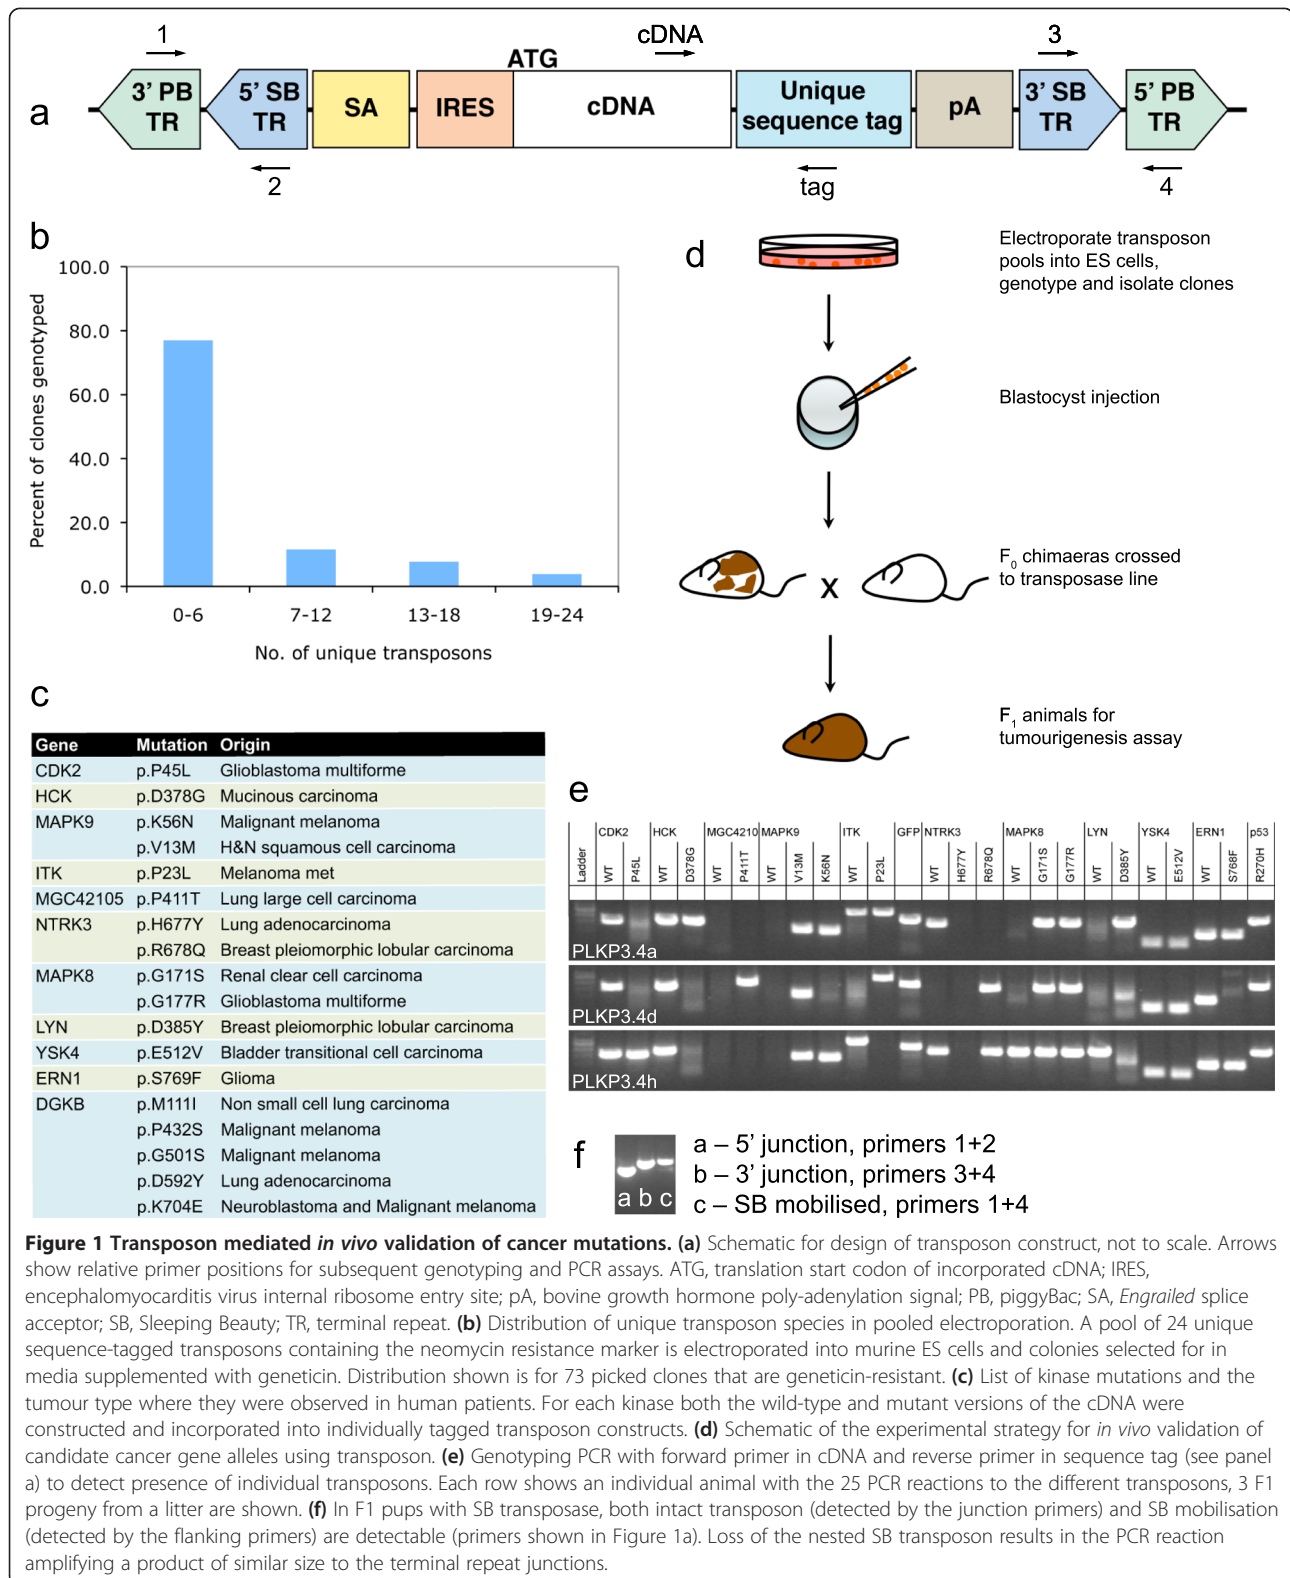 a
1
cDNA
3
ATG
3' PB TR
5' SB TR
SA
IRES
cDNA
Unique sequence tag
pA
3' SB TR
5' PB TR
2
tag
4
b
Percent of clones genotyped
100.0
80.0
60.0
40.0
20.0
0.0
0-6
7-12
13-18
19-24
No. of unique transposons
c
Gene Mutation Origin
CDK2 p.P45L Glioblastoma multiforme
HCK p.D378G Mucinous carcinoma
MAPK9 p.K56N Malignant melanoma
p.V13M H&N squamous cell carcinoma
ITK p.P23L Melanoma met
MGC42105 p.P411T Lung large cell carcinoma
NTRK3 p.H677Y Lung adenocarcinoma
p.R678Q Breast pleiomorphic lobular carcinoma
MAPK8 p.G171S Renal clear cell carcinoma
p.G177R Glioblastoma multiforme
LYN p.D385Y Breast pleiomorphic lobular carcinoma
YSK4 p.E512V Bladder transitional cell carcinoma
ERN1 p.S769F Glioma
DGKB p.M111I Non small cell lung carcinoma
p.P432S Malignant melanoma
p.G501S Malignant melanoma
p.D592Y Lung adenocarcinoma
p.K704E Neuroblastoma and Malignant melanoma
d
Electroporate transposon
pools into ES cells,
genotype and isolate clones
Blastocyst injection
X
F0 chimaeras crossed
to transposase line
F1 animals for
tumourigenesis assay
e
CDK2 HCK MGC4210 MAPK9 ITK GFP NTRK3 MAPK8 LYN YSK4 ERN1 p53
Ladder WT P45L WT D378G WT P411T WT V13M K56N WT P23L WT H677Y R678Q WT G171S G177R WT D385Y WT E512V WT S768F R270H
PLKP3.4a
PLKP3.4d
PLKP3.4h
f
a b c
a – 5' junction, primers 1+2
b – 3' junction, primers 3+4
c – SB mobilised, primers 1+4
Figure 1 Transposon mediated in vivo validation of cancer mutations. (a) Schematic for design of transposon construct, not to scale. Arrows
show relative primer positions for subsequent genotyping and PCR assays. ATG, translation start codon of incorporated cDNA; IRES,
encephalomyocarditis virus internal ribosome entry site; pA, bovine growth hormone poly-adenylation signal; PB, piggyBac; SA, Engrailed splice
acceptor; SB, Sleeping Beauty; TR, terminal repeat. (b) Distribution of unique transposon species in pooled electroporation. A pool of 24 unique
sequence-tagged transposons containing the neomycin resistance marker is electroporated into murine ES cells and colonies selected for in
media supplemented with geneticin. Distribution shown is for 73 picked clones that are geneticin-resistant. (c) List of kinase mutations and the
tumour type where they were observed in human patients. For each kinase both the wild-type and mutant versions of the cDNA were
constructed and incorporated into individually tagged transposon constructs. (d) Schematic of the experimental strategy for in vivo validation of
candidate cancer gene alleles using transposon. (e) Genotyping PCR with forward primer in cDNA and reverse primer in sequence tag (see panel
a) to detect presence of individual transposons. Each row shows an individual animal with the 25 PCR reactions to the different transposons, 3 F1
progeny from a litter are shown. (f) In F1 pups with SB transposase, both intact transposon (detected by the junction primers) and SB mobilisation
(detected by the flanking primers) are detectable (primers shown in Figure 1a). Loss of the nested SB transposon results in the PCR reaction
amplifying a product of similar size to the terminal repeat junctions.